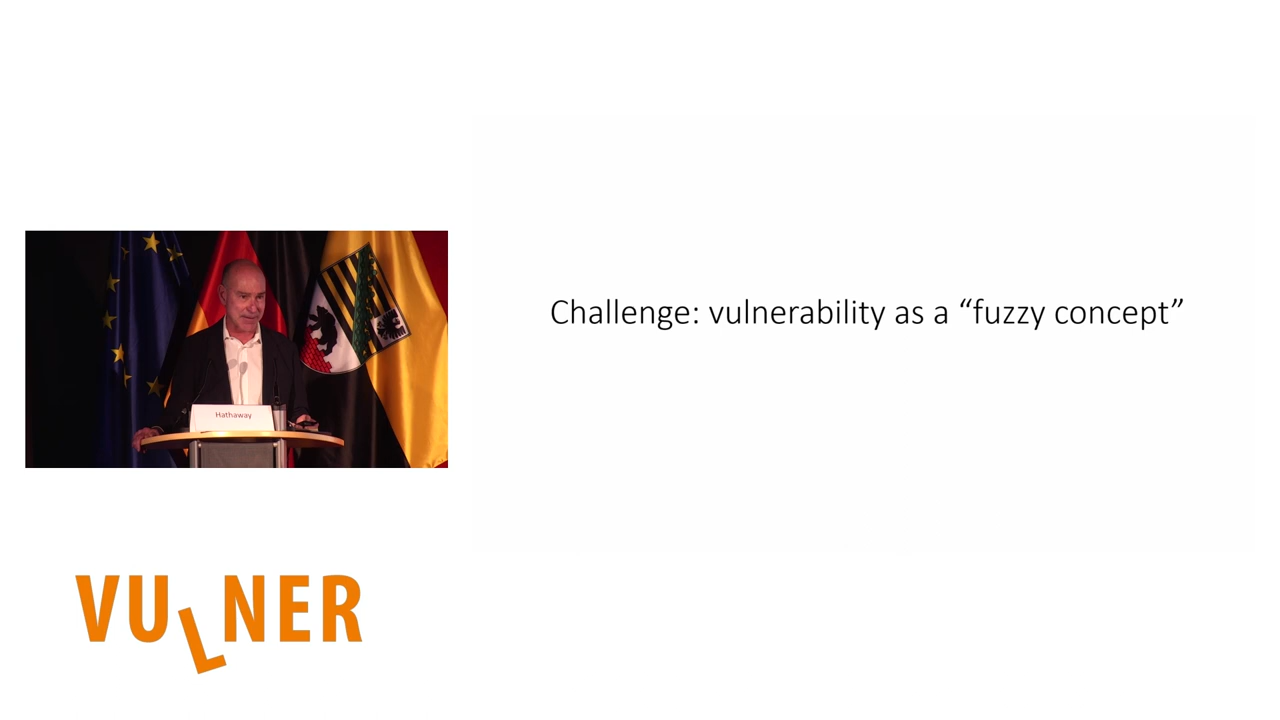 Challenge: vulnerability as a “fuzzy concept”
Hathaway
VULNER